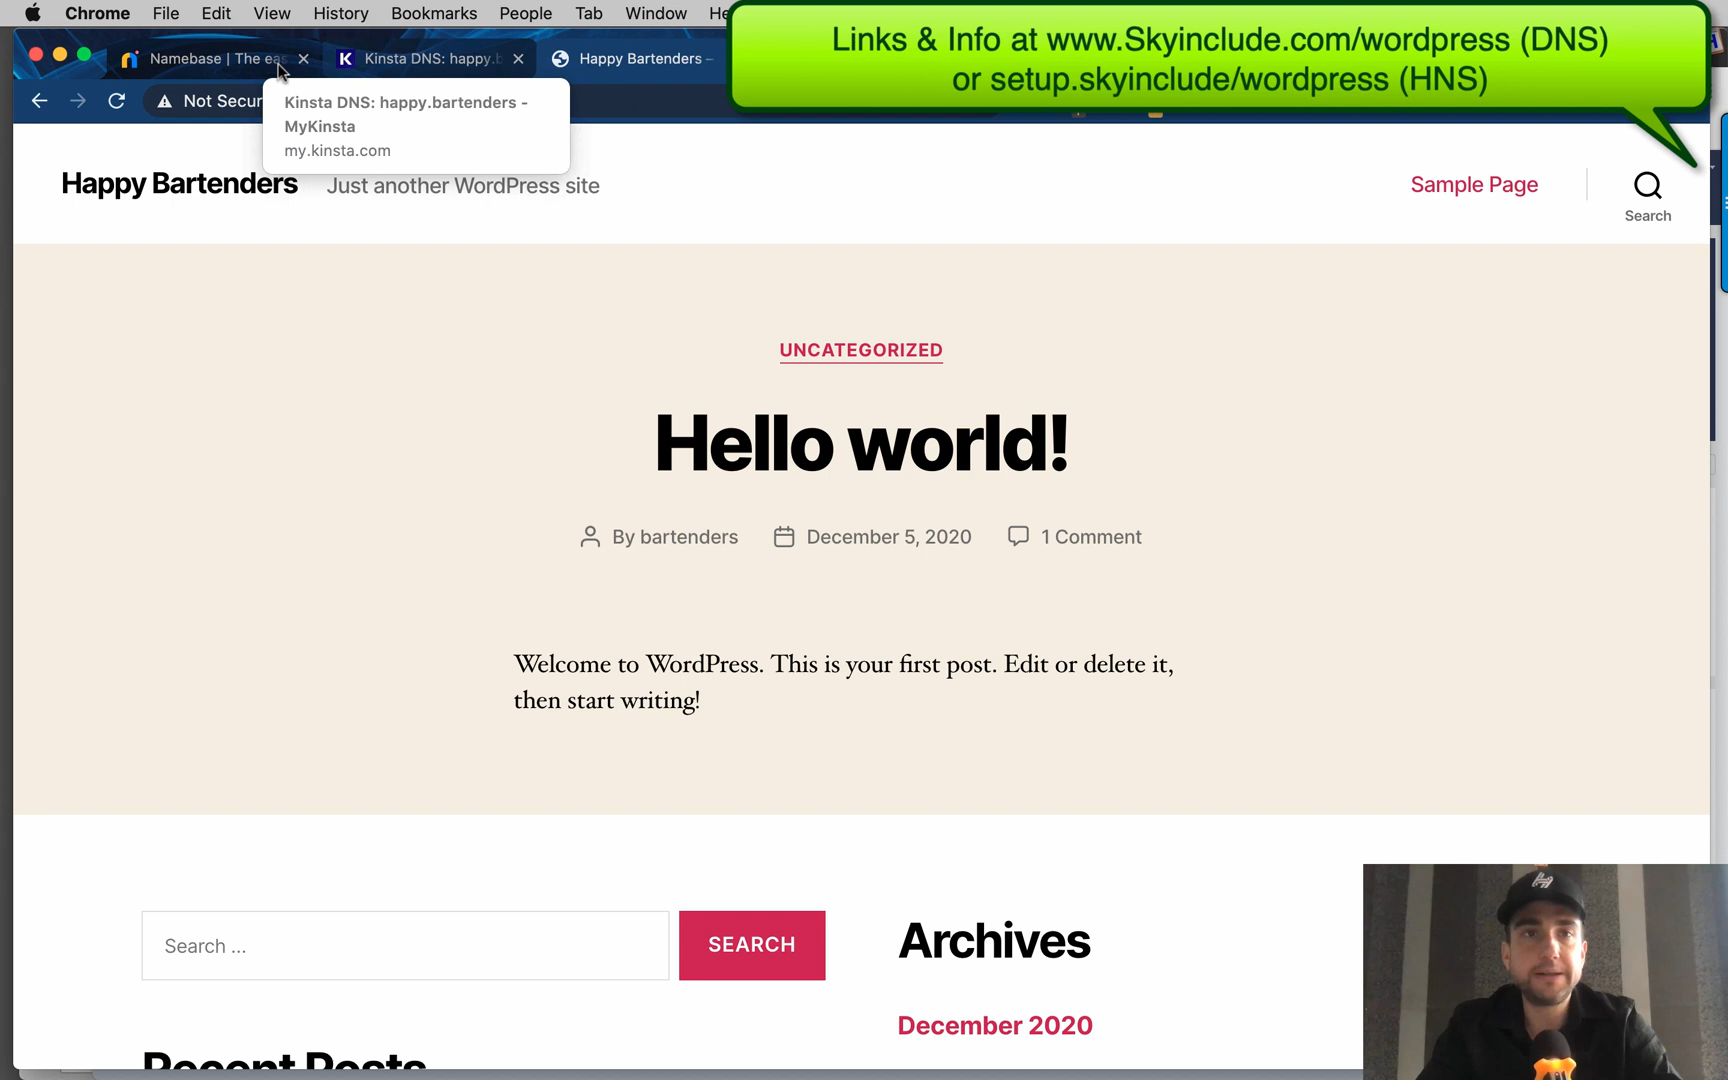 Chrome File Edit View History Bookmarks People Tab Window
Links & Info at www.Skyinclude.com/wordpress (DNS)
or setup.skyinclude/wordpress (HNS)
Namebase | The eas
Kinsta DNS: happy.b
Happy Bartenders –
Not Secur
Kinsta DNS: happy.bartenders -
MyKinsta
my.kinsta.com
Happy Bartenders
Just another WordPress site
Sample Page
Search
UNCATEGORIZED
Hello world!
By bartenders
December 5, 2020
1 Comment
Welcome to WordPress. This is your first post. Edit or delete it,
then start writing!
Search ...
SEARCH
Archives
December 2020
Recent Posts